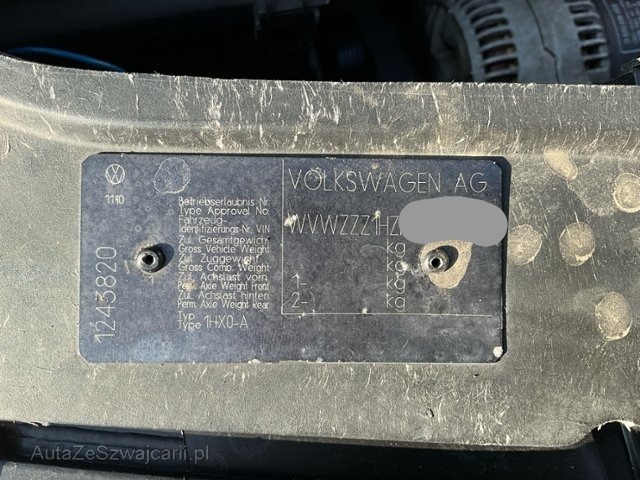 VOLKSWAGEN AG
1110
Betriebserlaubnis Nr.
Type Approval No.
Fahrzeug-
Identifizierungs-Nr. VIN
WVWZZZ1HZ
Zul. Gesamtgewicht
Gross Vehicle Weight
kg
Zul. Zuggewicht
Gross Comb. Weight
kg
Zul. Achslast vorn
Perm. Axle Weight Front
1- kg
Zul. Achslast hinten
Perm. Axle Weight Rear
2- kg
Typ
Type 1HX0-A
1243820
AutaZeSzwajcarii.pl